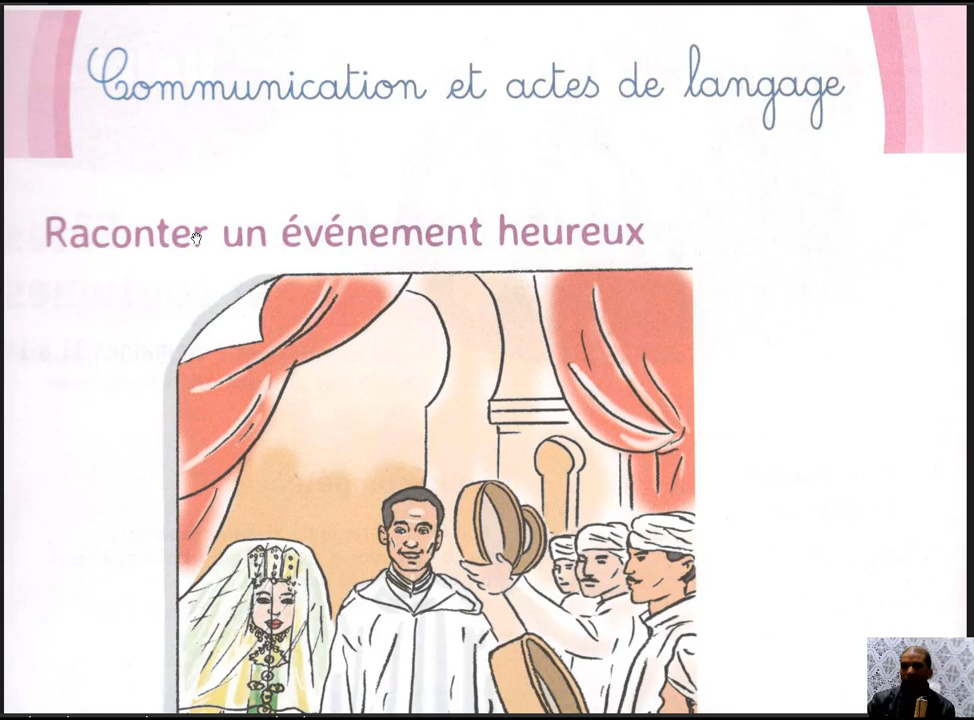 Communication et actes de langage
Raconter un événement heureux